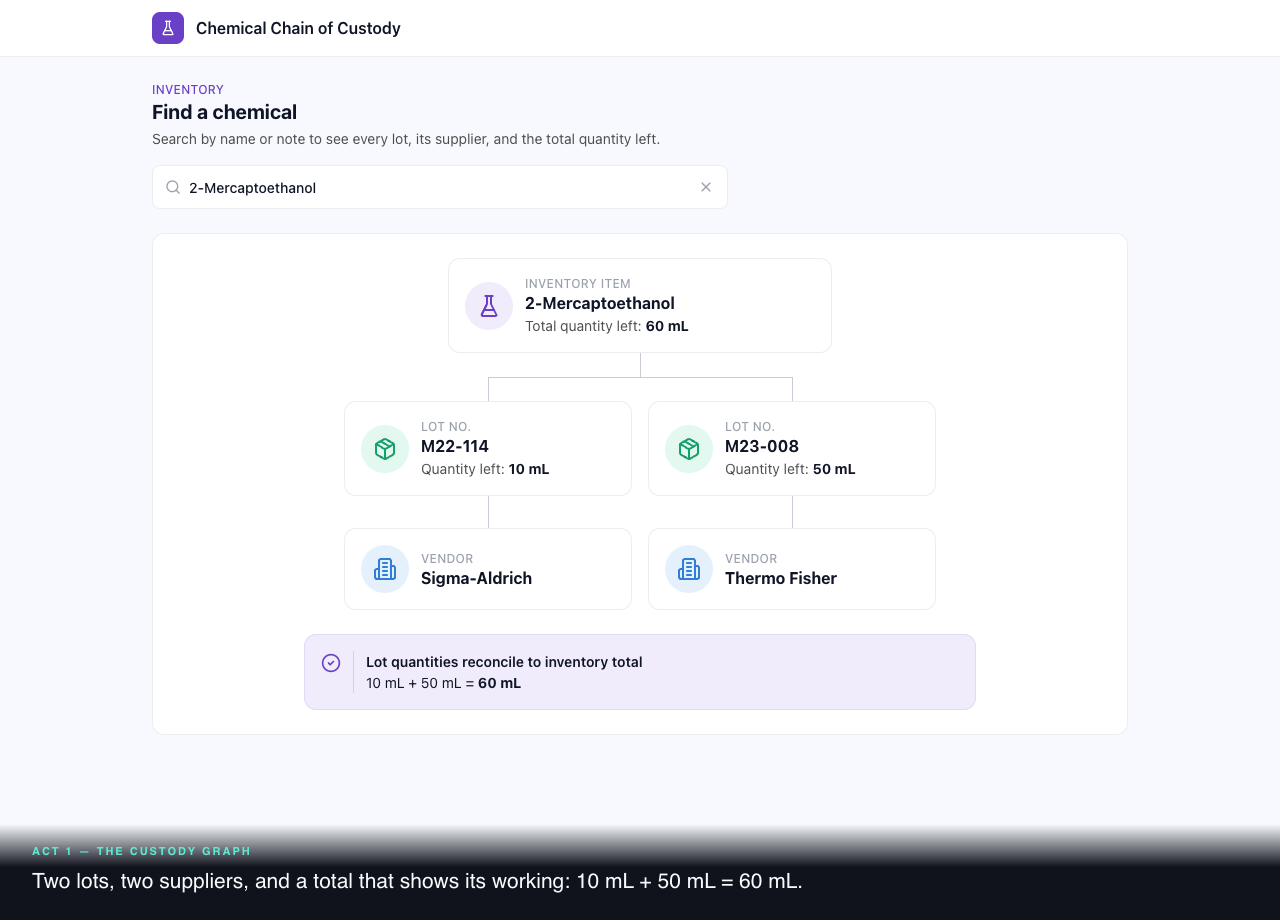 Chemical Chain of Custody
INVENTORY
Find a chemical
Search by name or note to see every lot, its supplier, and the total quantity left.
2-Mercaptoethanol
INVENTORY ITEM
2-Mercaptoethanol
Total quantity left: 60 mL
LOT NO.
M22-114
Quantity left: 10 mL
LOT NO.
M23-008
Quantity left: 50 mL
VENDOR
Sigma-Aldrich
VENDOR
Thermo Fisher
Lot quantities reconcile to inventory total
10 mL + 50 mL = 60 mL
ACT 1 — THE CUSTODY GRAPH
Two lots, two suppliers, and a total that shows its working: 10 mL + 50 mL = 60 mL.